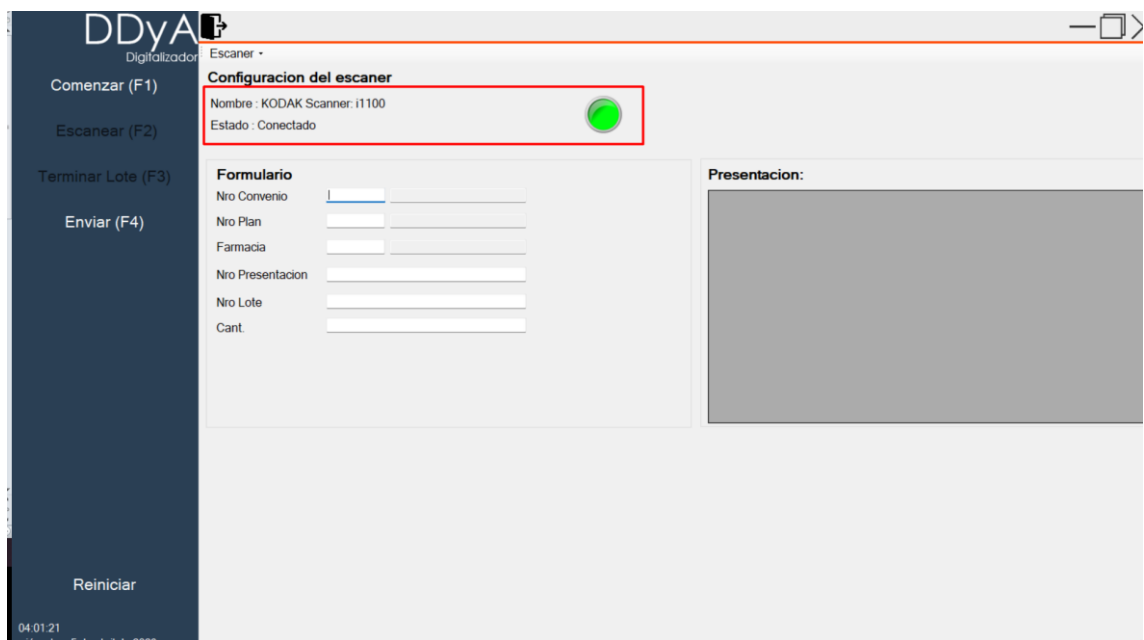 DDyA
Digitalizador
Comenzar (F1)
Escanear (F2)
Terminar Lote (F3)
Enviar (F4)
Reiniciar
04:01:21
Escaner
Configuracion del escaner
Nombre : KODAK Scanner: i1100
Estado : Conectado
Formulario
Nro Convenio
Nro Plan
Farmacia
Nro Presentacion
Nro Lote
Cant.
Presentacion: